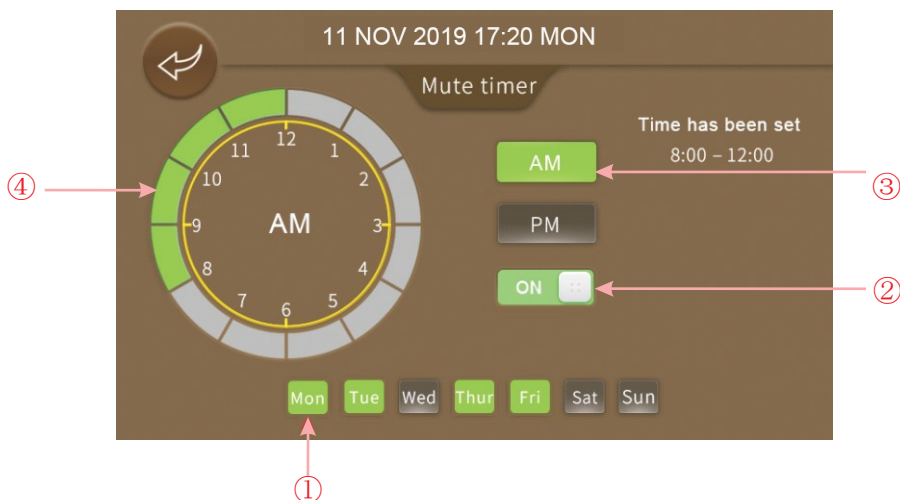 11 NOV 2019 17:20 MON
Mute timer
Time has been set
8:00 – 12:00
AM
PM
ON
12
1
2
3
4
5
6
7
8
9
10
11
AM
Mon Tue Wed Thur Fri Sat Sun
④
③
②
①